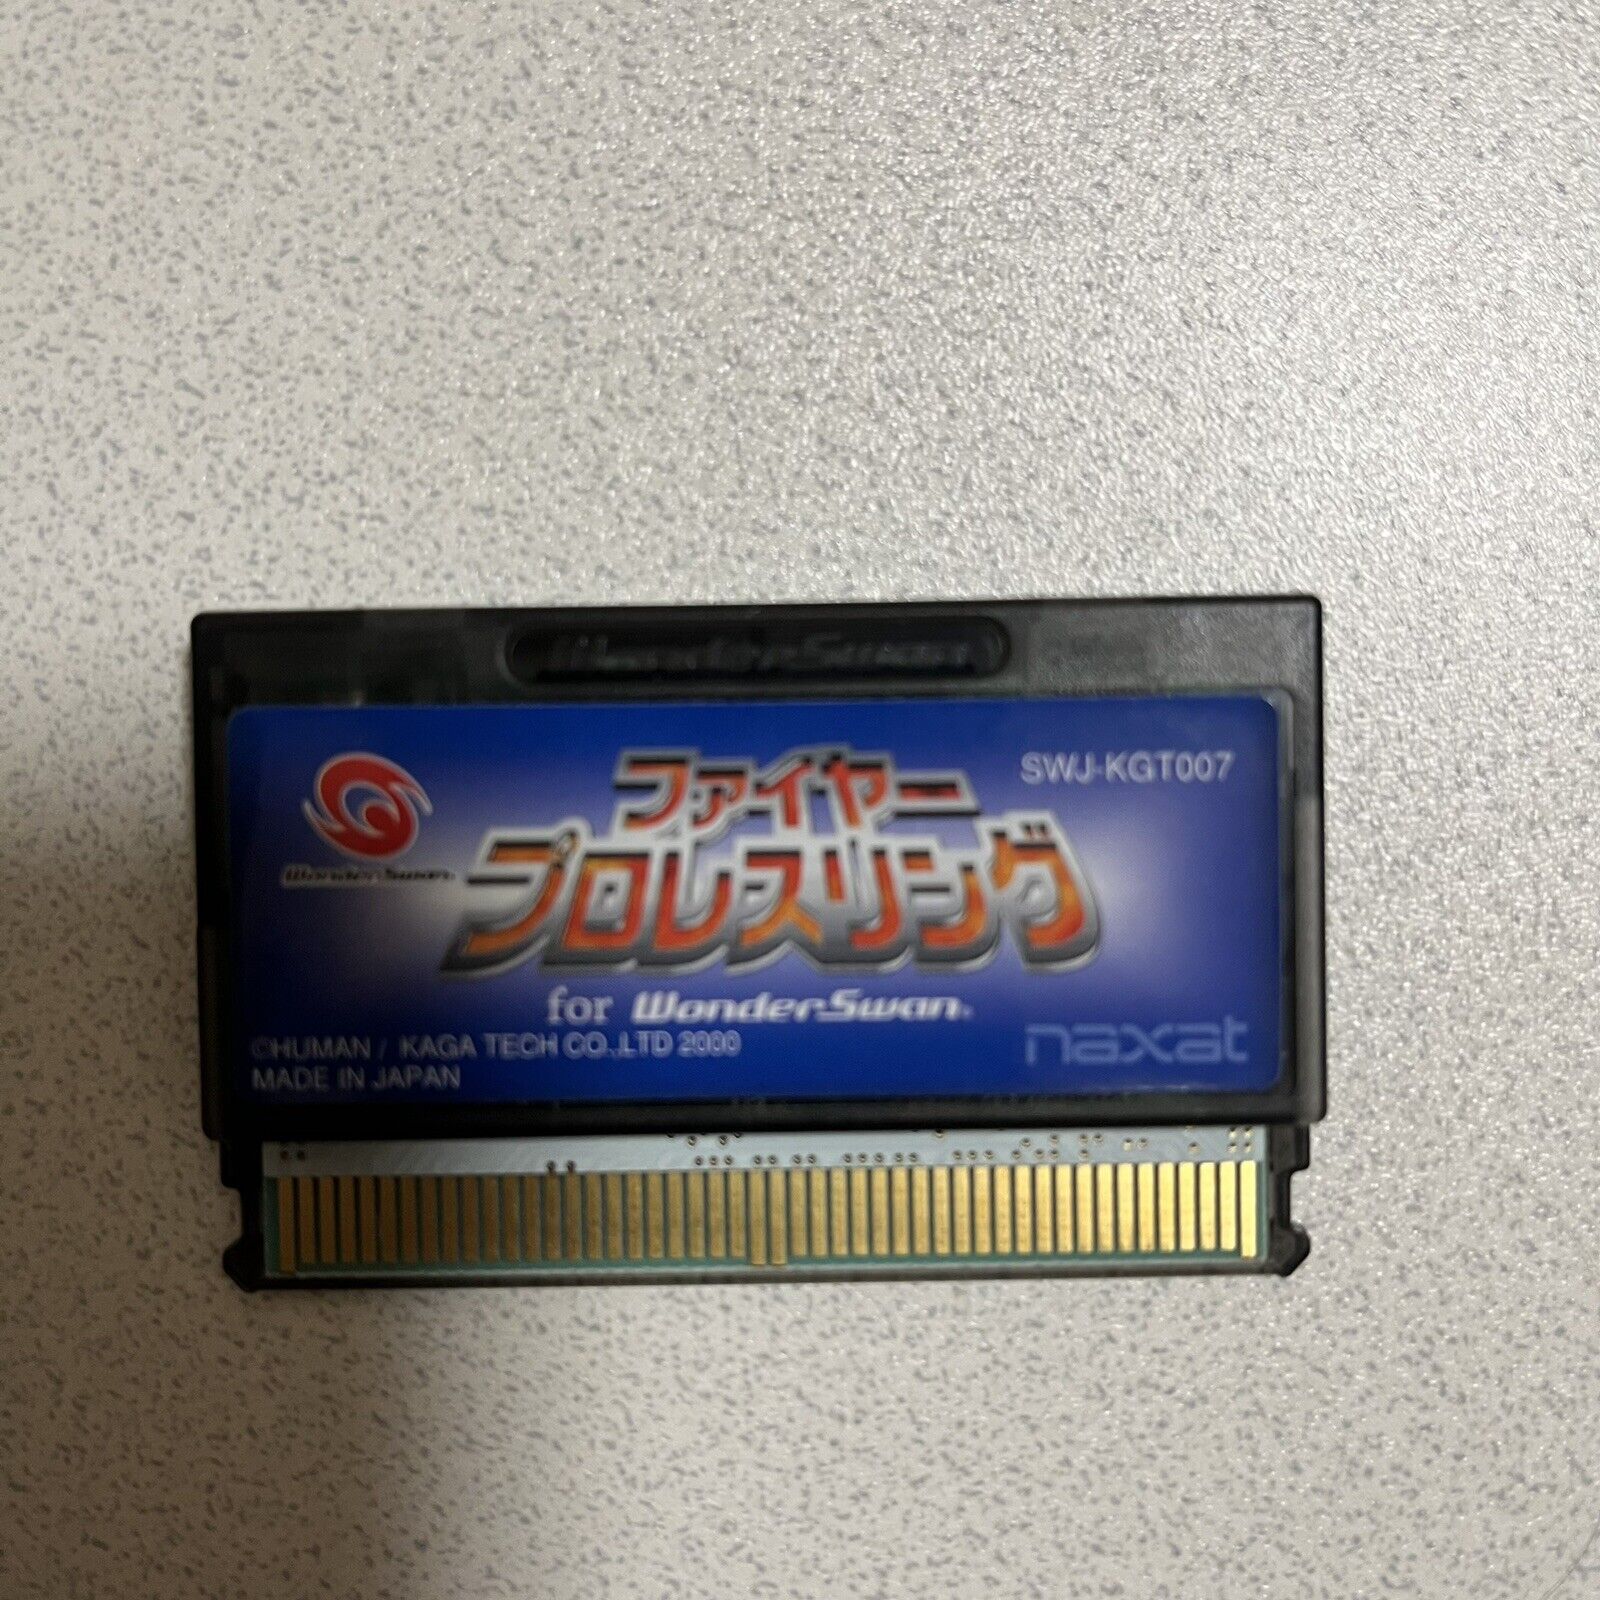 WonderSwan
SWJ-KGT007
WonderSwan
ファイヤー
プロレスリング
for WonderSwan
©HUMAN / KAGA TECH CO.,LTD 2000
MADE IN JAPAN
naxat